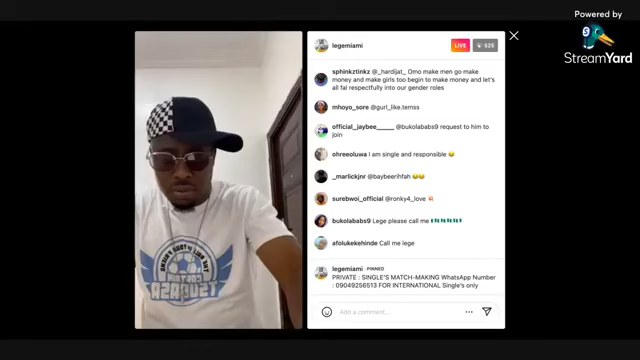 Powered by
StreamYard
legemiami
LIVE
525
sphinkztinkz @_hardijat_ Omo make men go make
money and make girls too begin to make money and let's
all fal respectfully into our gender roles
mhoyo_sore @gurl_like.temss
official_jaybee______ @bukolababs9 request to him to
join
ohreeoluwa I am single and responsible 😂
_marlickjnr @baybeerihfah 😂😂
surebwoi_official @ronky4_love
bukolababs9 Lege please call me 🇳🇬🇳🇬🇳🇬🇳🇬
afolukekehinde Call me lege
legemiami · PINNED
PRIVATE : SINGLE'S MATCH-MAKING WhatsApp Number
: 09049256513 FOR INTERNATIONAL Single's only
Add a comment...